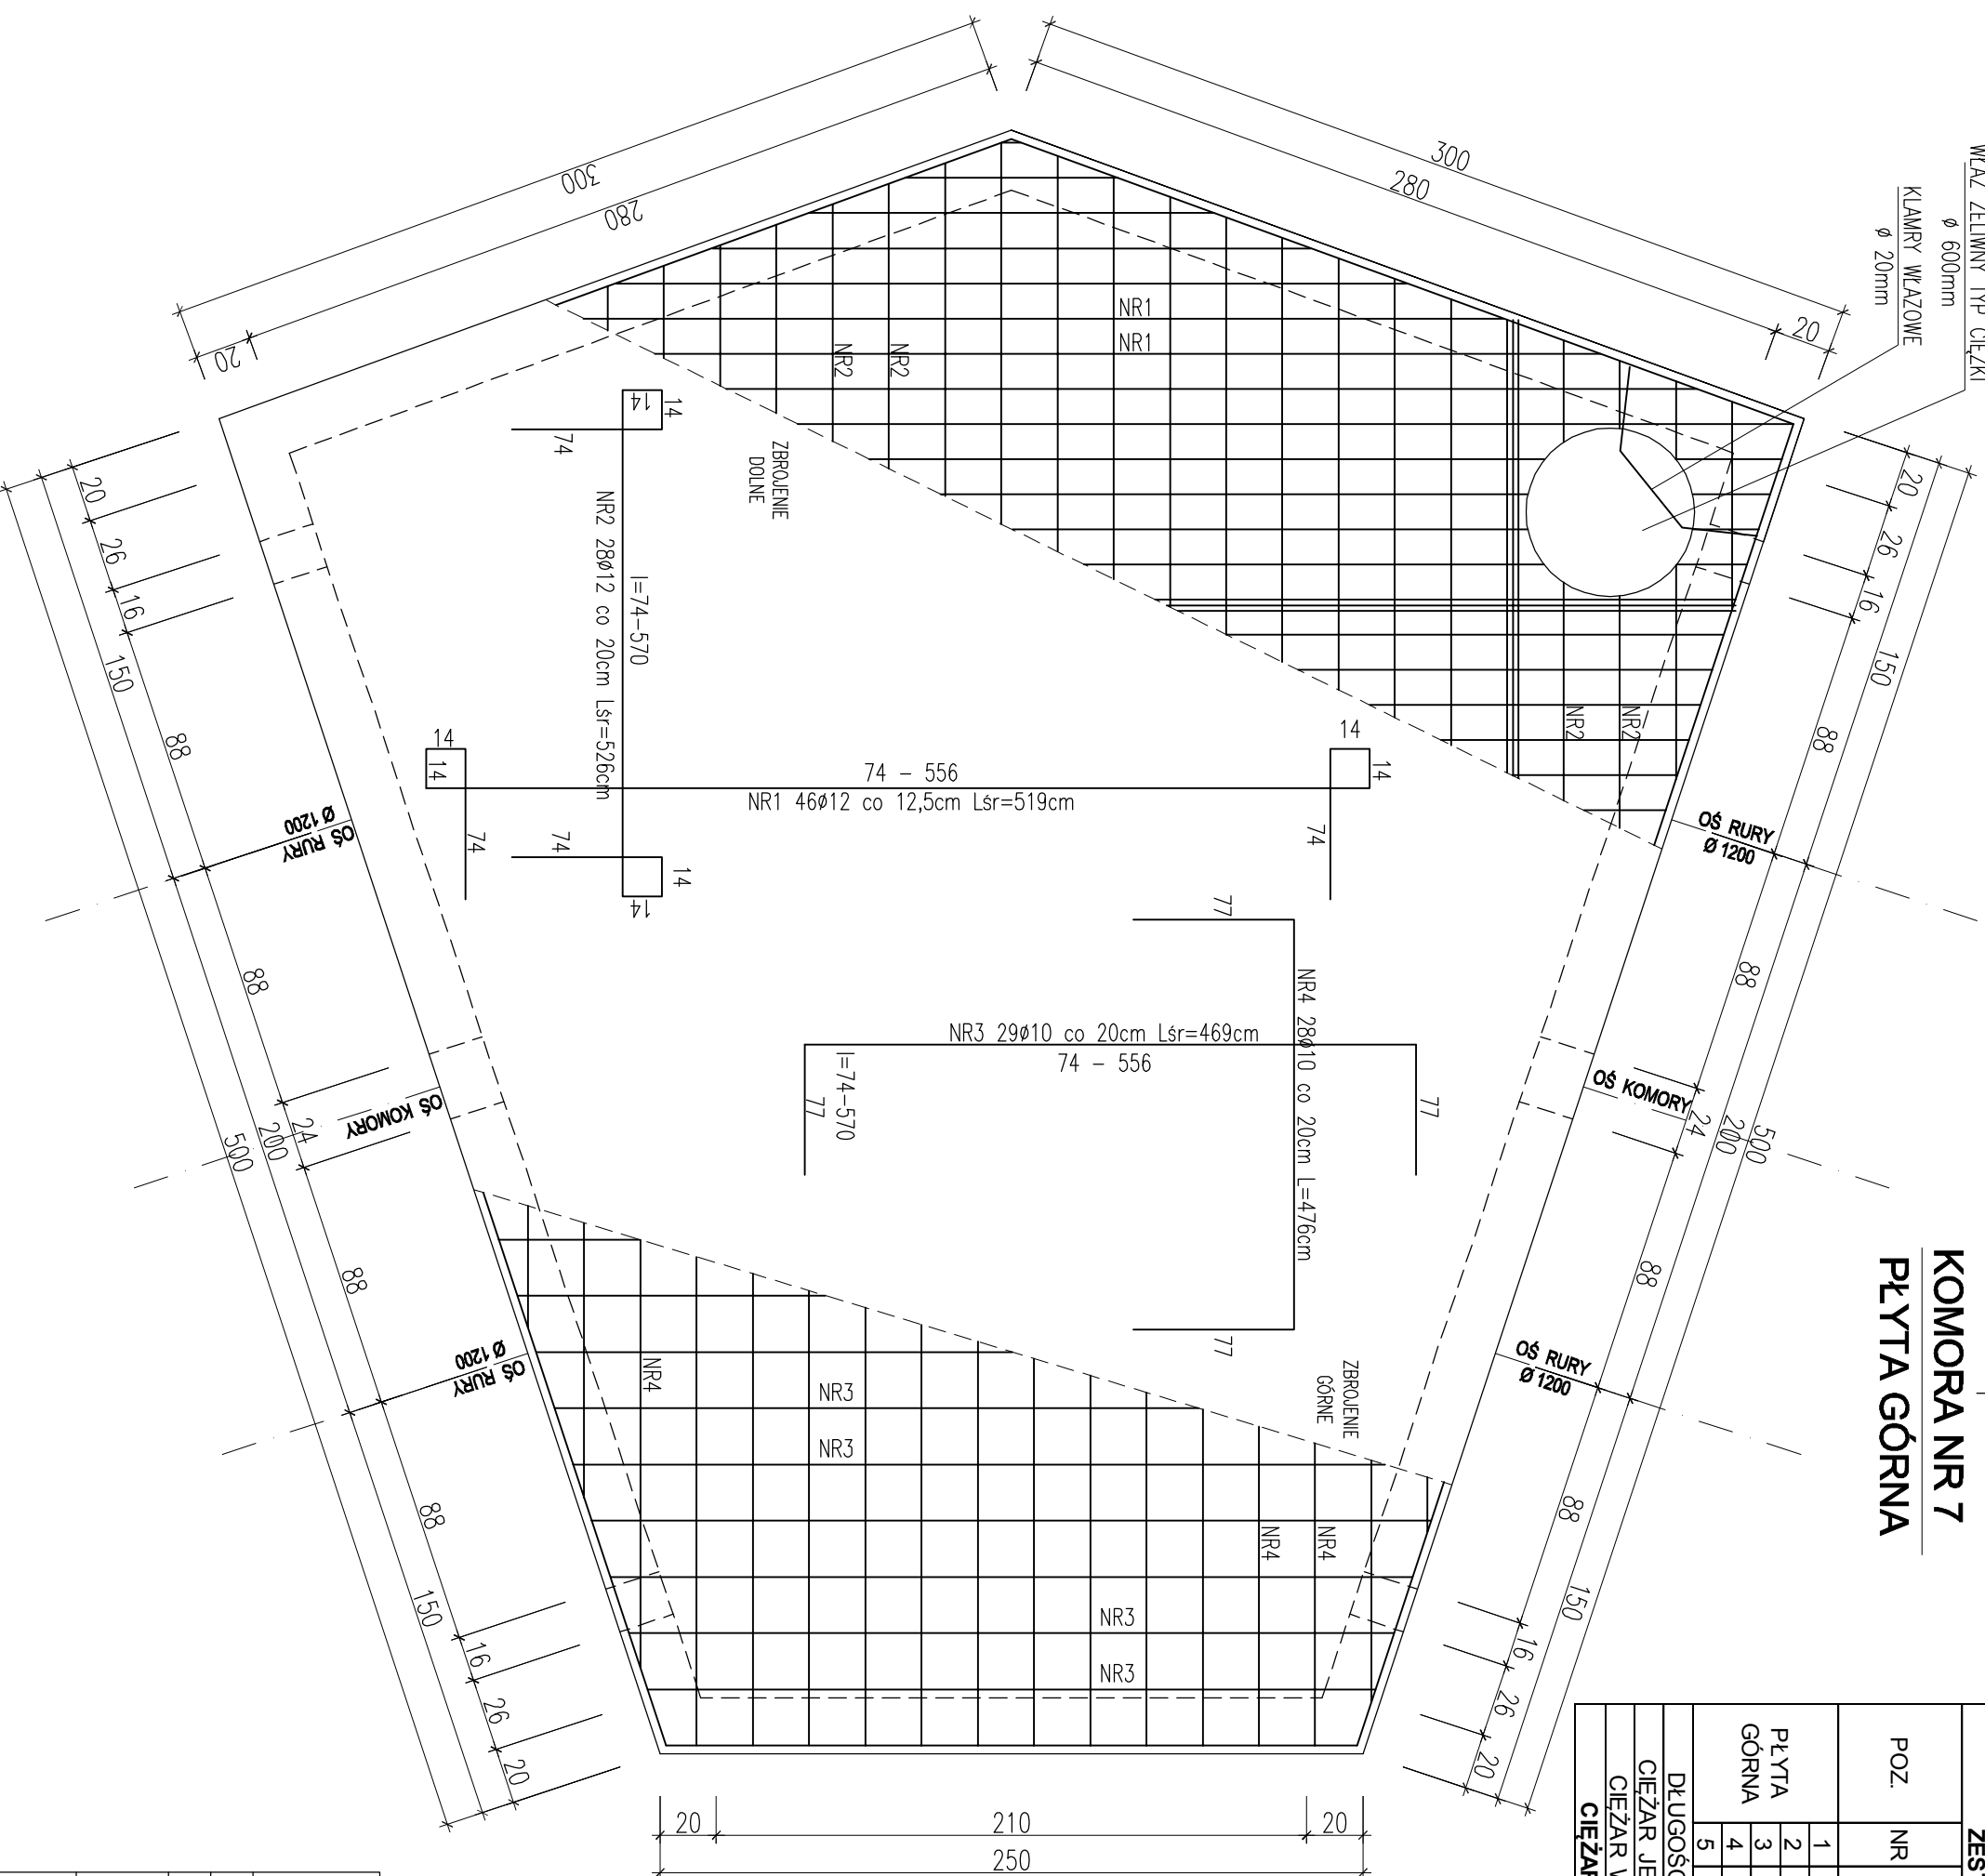 KOMORA NR 7
PŁYTA GÓRNA
WŁAZ ŻELIWNY TYP CIĘŻKI
ø 600mm
KLAMRY WŁAZOWE
ø 20mm
300
280
20
300
280
20
20
26
16
150
88
88
24
200
500
88
88
150
16
26
20
OŚ RURY
Ø 1200
OŚ KOMORY
OŚ RURY
Ø 1200
20
26
16
150
88
88
24
200
500
88
88
150
16
26
20
OŚ RURY
Ø 1200
OŚ KOMORY
OŚ RURY
Ø 1200
NR1
NR1
NR2
NR2
NR2
NR2
ZBROJENIE
DOLNE
14
14
74
l=74-570
NR2 28ø12 co 20cm Lśr=526cm
74
14
14
14
14
74
74 - 556
NR1 46ø12 co 12,5cm Lśr=519cm
14
14
74
77
NR4 28ø10 co 20cm L=476cm
77
NR3 29ø10 co 20cm Lśr=469cm
74 - 556
l=74-570
77
77
ZBROJENIE
GÓRNE
NR4
NR3
NR3
NR4
NR4
NR3
NR3
20
210
20
250
POZ.
NR
PŁYTA
GÓRNA
1
2
3
4
5
DŁUGOŚĆ
CIĘŻAR